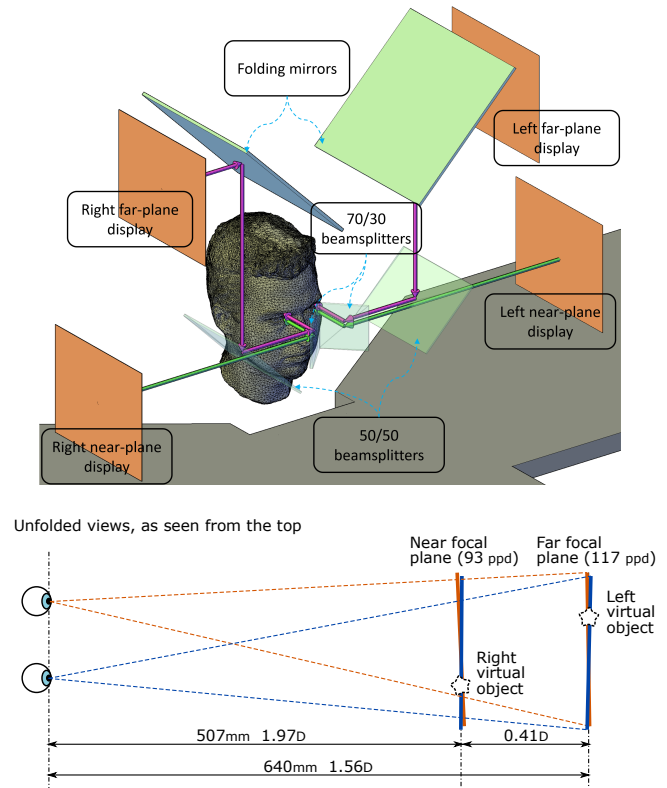 Folding mirrors
Left far-plane
display
Right far-plane
display
70/30
beamsplitters
Left near-plane
display
Right near-plane
display
50/50
beamsplitters
Unfolded views, as seen from the top
Near focal
plane (93 ppd)
Far focal
plane (117 ppd)
Left
virtual
object
Right
virtual
object
507mm 1.97D
0.41D
640mm 1.56D